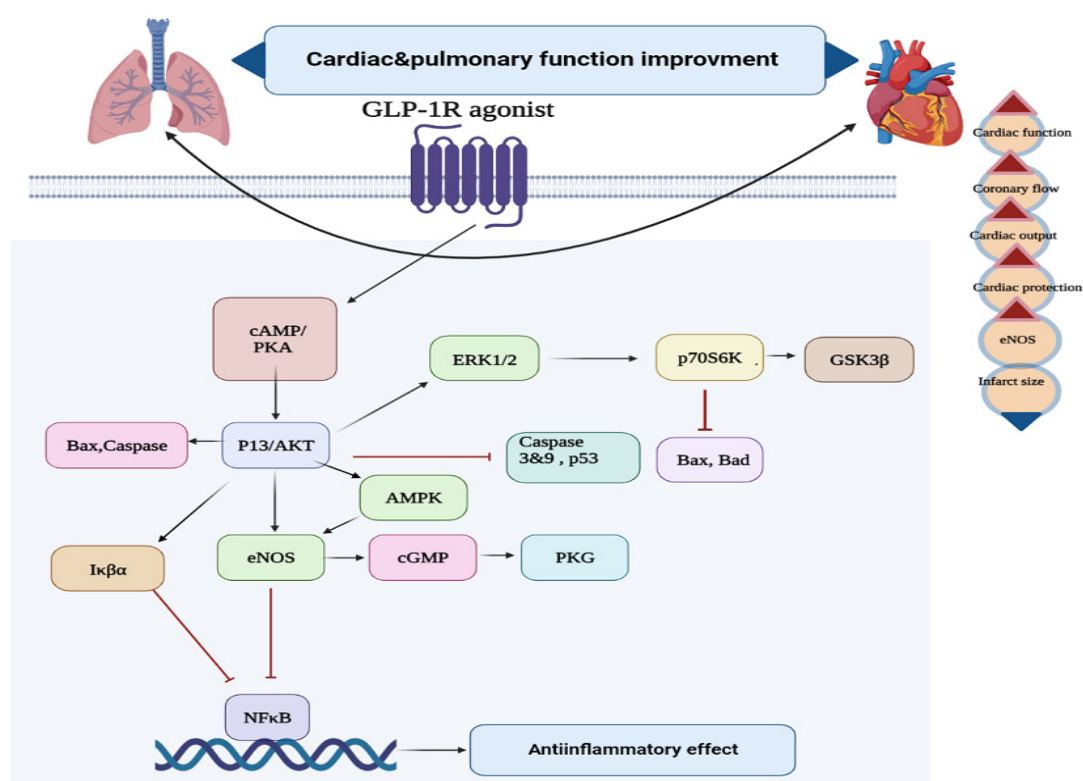 Cardiac&pulmonary function improvment
GLP-1R agonist
Cardiac function
Coronary flow
Cardiac output
Cardiac protection
eNOS
Infarct size
cAMP/
PKA
ERK1/2
p70S6K .
GSK3β
Bax,Caspase
P13/AKT
Caspase
3&9 , p53
Bax, Bad
AMPK
Iκβα
eNOS
cGMP
PKG
NFκB
Antiinflammatory effect